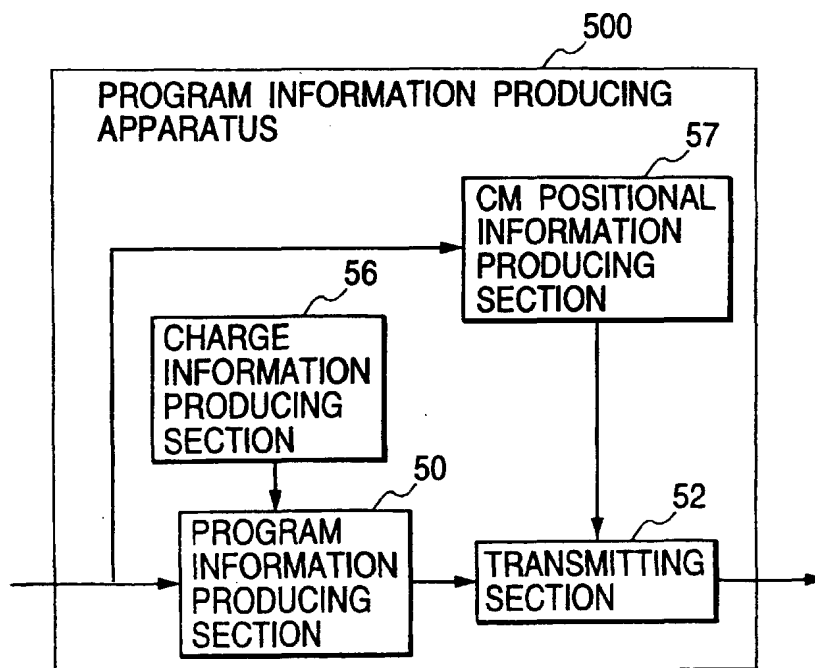 500
PROGRAM INFORMATION PRODUCING
APPARATUS
57
CM POSITIONAL
INFORMATION
PRODUCING
SECTION
56
CHARGE
INFORMATION
PRODUCING
SECTION
50
PROGRAM
INFORMATION
PRODUCING
SECTION
52
TRANSMITTING
SECTION